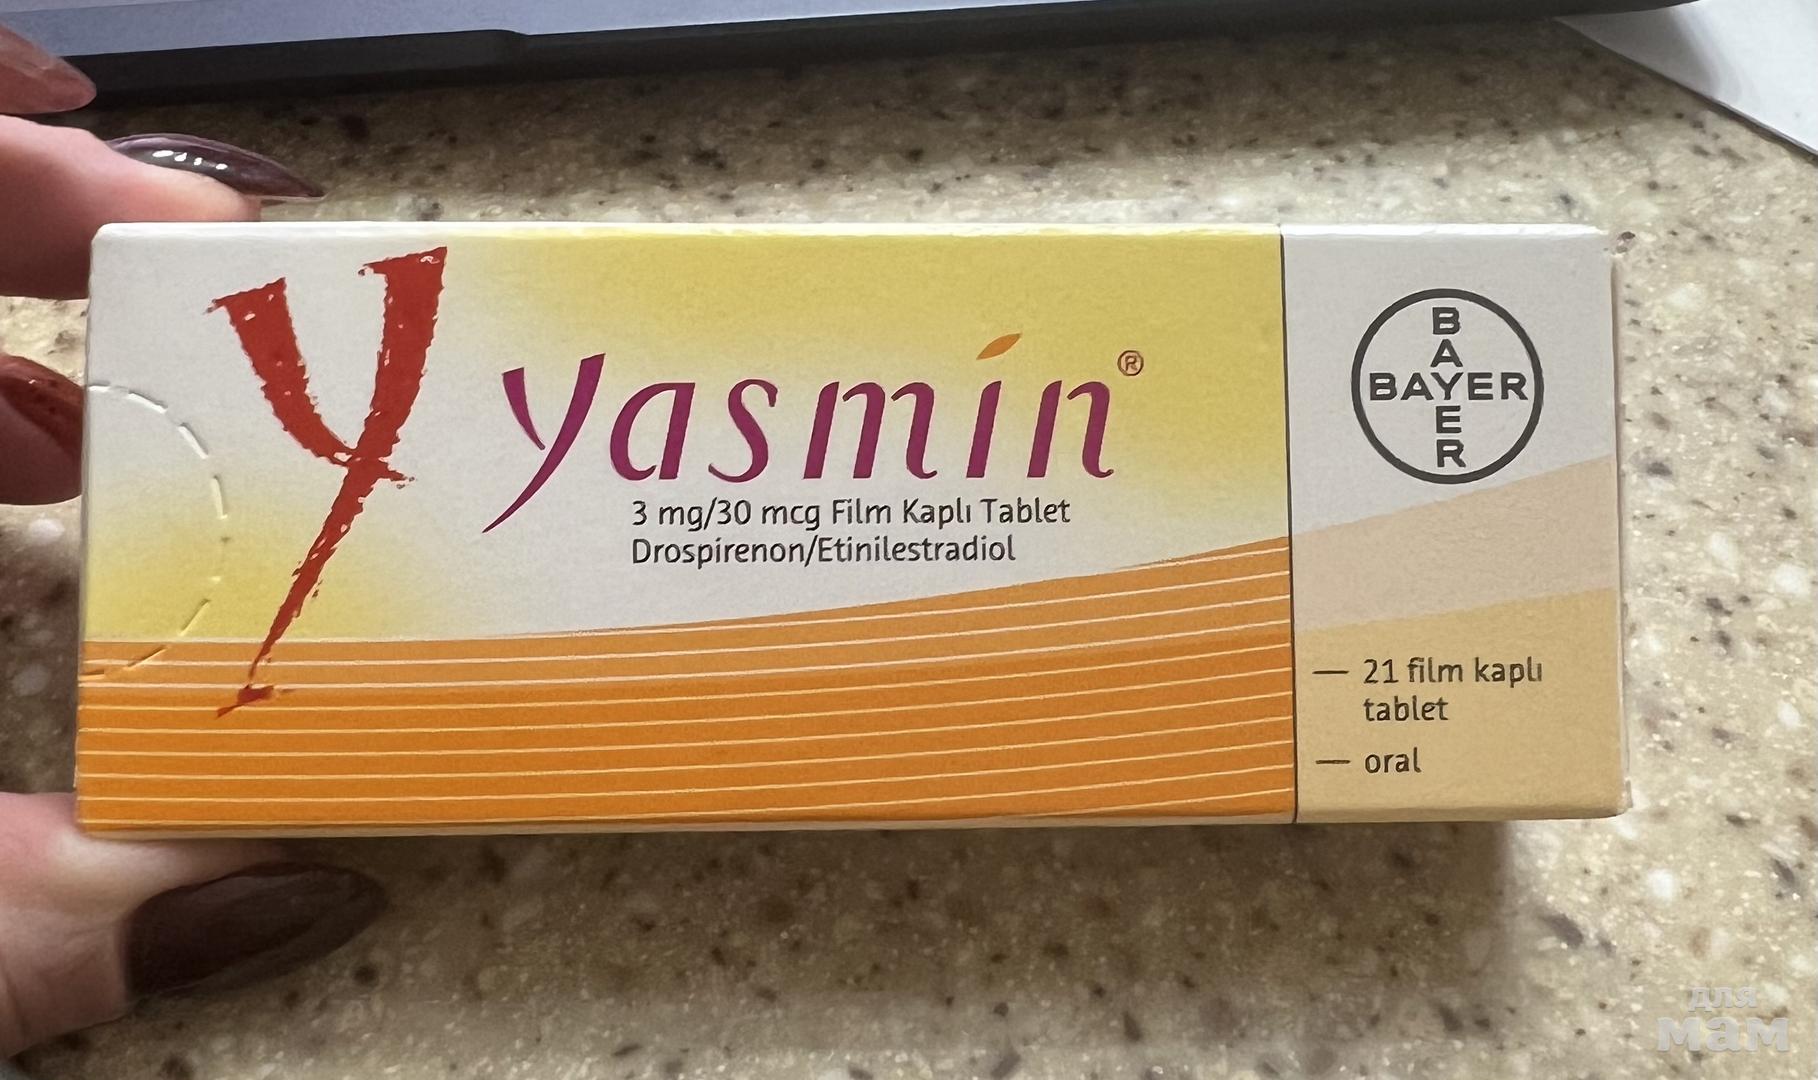 yasmin®
3 mg/30 mcg Film Kaplı Tablet
Drospirenon/Etinilestradiol
BAYER
BAYER
— 21 film kaplı
tablet
— oral
для
мам